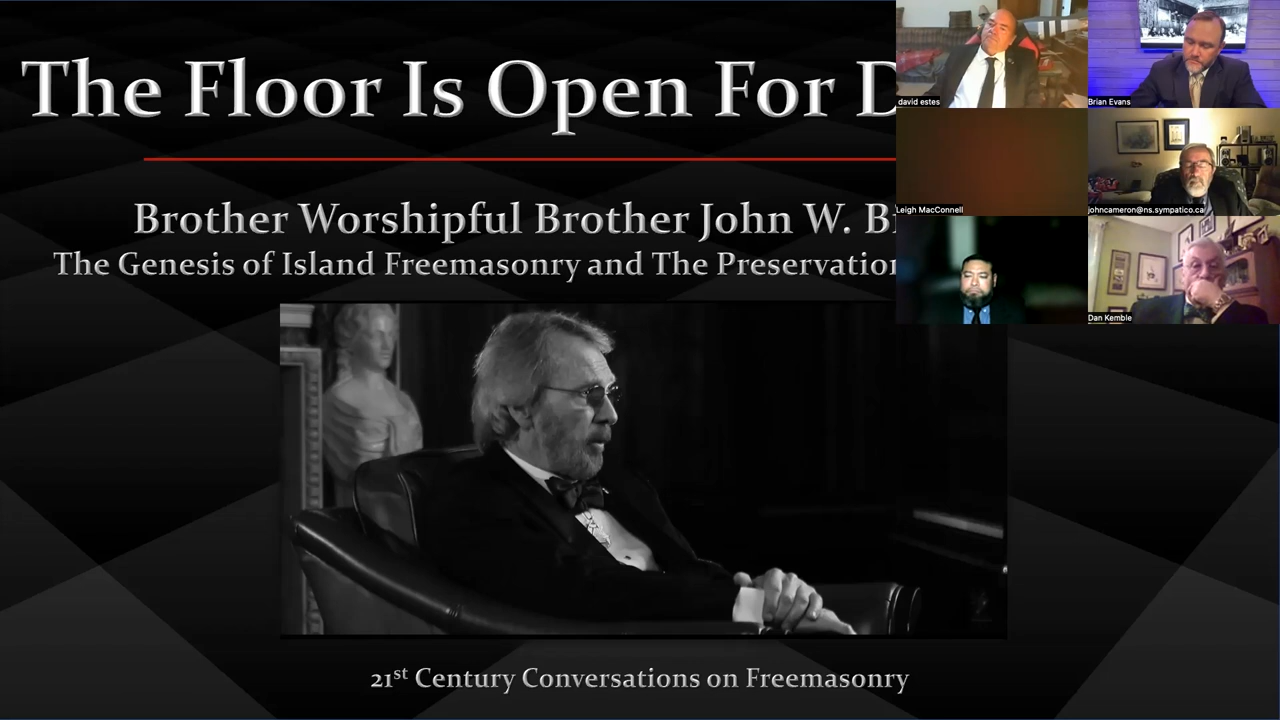 The Floor Is Open For
Brother Worshipful Brother John W.
The Genesis of Island Freemasonry and The Preservation
21st Century Conversations on Freemasonry
david estes
Brian Evans
Leigh MacConnell
johncameron@ns.sympatico.ca
Dan Kemble